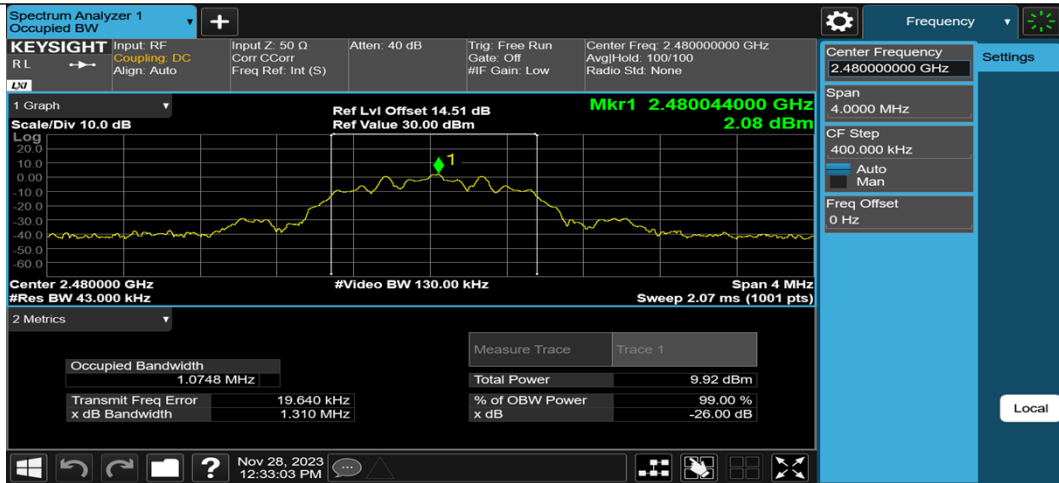 Spectrum Analyzer 1
Occupied BW
Frequency
KEYSIGHT
R L
LXI
Input: RF
Coupling: DC
Align: Auto
Input Z: 50 Ω
Corr CCorr
Freq Ref: Int (S)
Atten: 40 dB
Trig: Free Run
Gate: Off
#IF Gain: Low
Center Freq: 2.480000000 GHz
Avg|Hold: 100/100
Radio Std: None
Center Frequency
2.480000000 GHz
Settings
Span
4.0000 MHz
CF Step
400.000 kHz
Auto
Man
Freq Offset
0 Hz
Local
1 Graph
Scale/Div 10.0 dB
Ref Lvl Offset 14.51 dB
Ref Value 30.00 dBm
Mkr1 2.480044000 GHz
2.08 dBm
Log
20.0
10.0
0.00
-10.0
-20.0
-30.0
-40.0
-50.0
-60.0
1
Center 2.480000 GHz
#Video BW 130.00 kHz
Span 4 MHz
#Res BW 43.000 kHz
Sweep 2.07 ms (1001 pts)
2 Metrics
Measure Trace
Trace 1
Occupied Bandwidth
1.0748 MHz
Total Power
9.92 dBm
Transmit Freq Error
19.640 kHz
% of OBW Power
99.00 %
x dB Bandwidth
1.310 MHz
x dB
-26.00 dB
?
Nov 28, 2023
12:33:03 PM